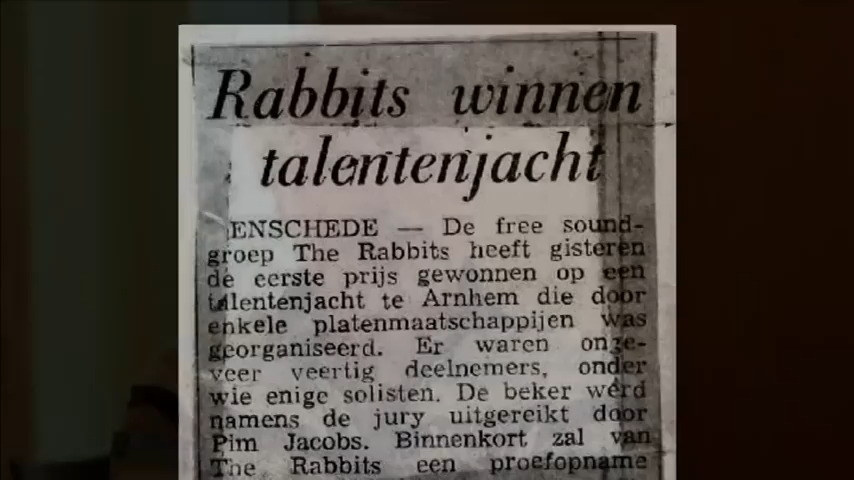 Rabbits winnen
talentenjacht
ENSCHEDE — De free sound-
groep The Rabbits heeft gisteren
de eerste prijs gewonnen op een
talentenjacht te Arnhem die door
enkele platenmaatschappijen was
georganiseerd. Er waren onge-
veer veertig deelnemers, onder
wie enige solisten. De beker werd
namens de jury uitgereikt door
Pim Jacobs. Binnenkort zal van
The Rabbits een proefopname